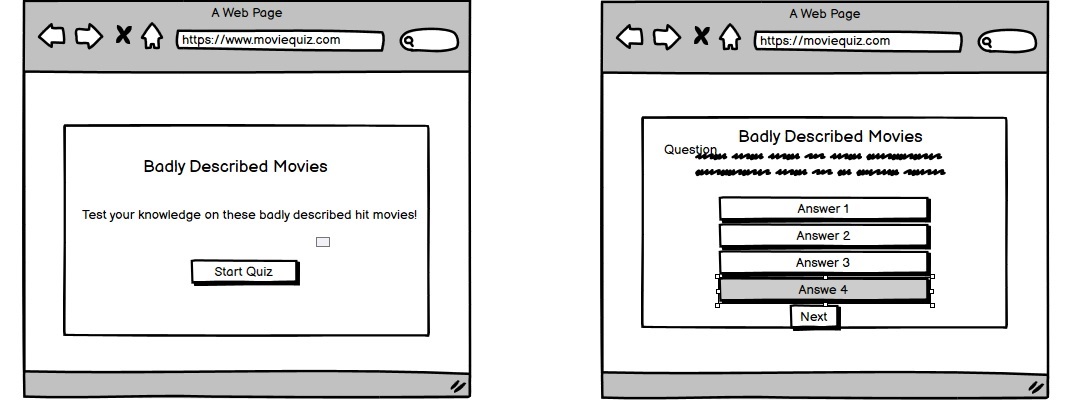 A Web Page
https://www.moviequiz.com
Badly Described Movies
Test your knowledge on these badly described hit movies!
Start Quiz
A Web Page
https://moviequiz.com
Badly Described Movies
Question
Answer 1
Answer 2
Answer 3
Answe 4
Next